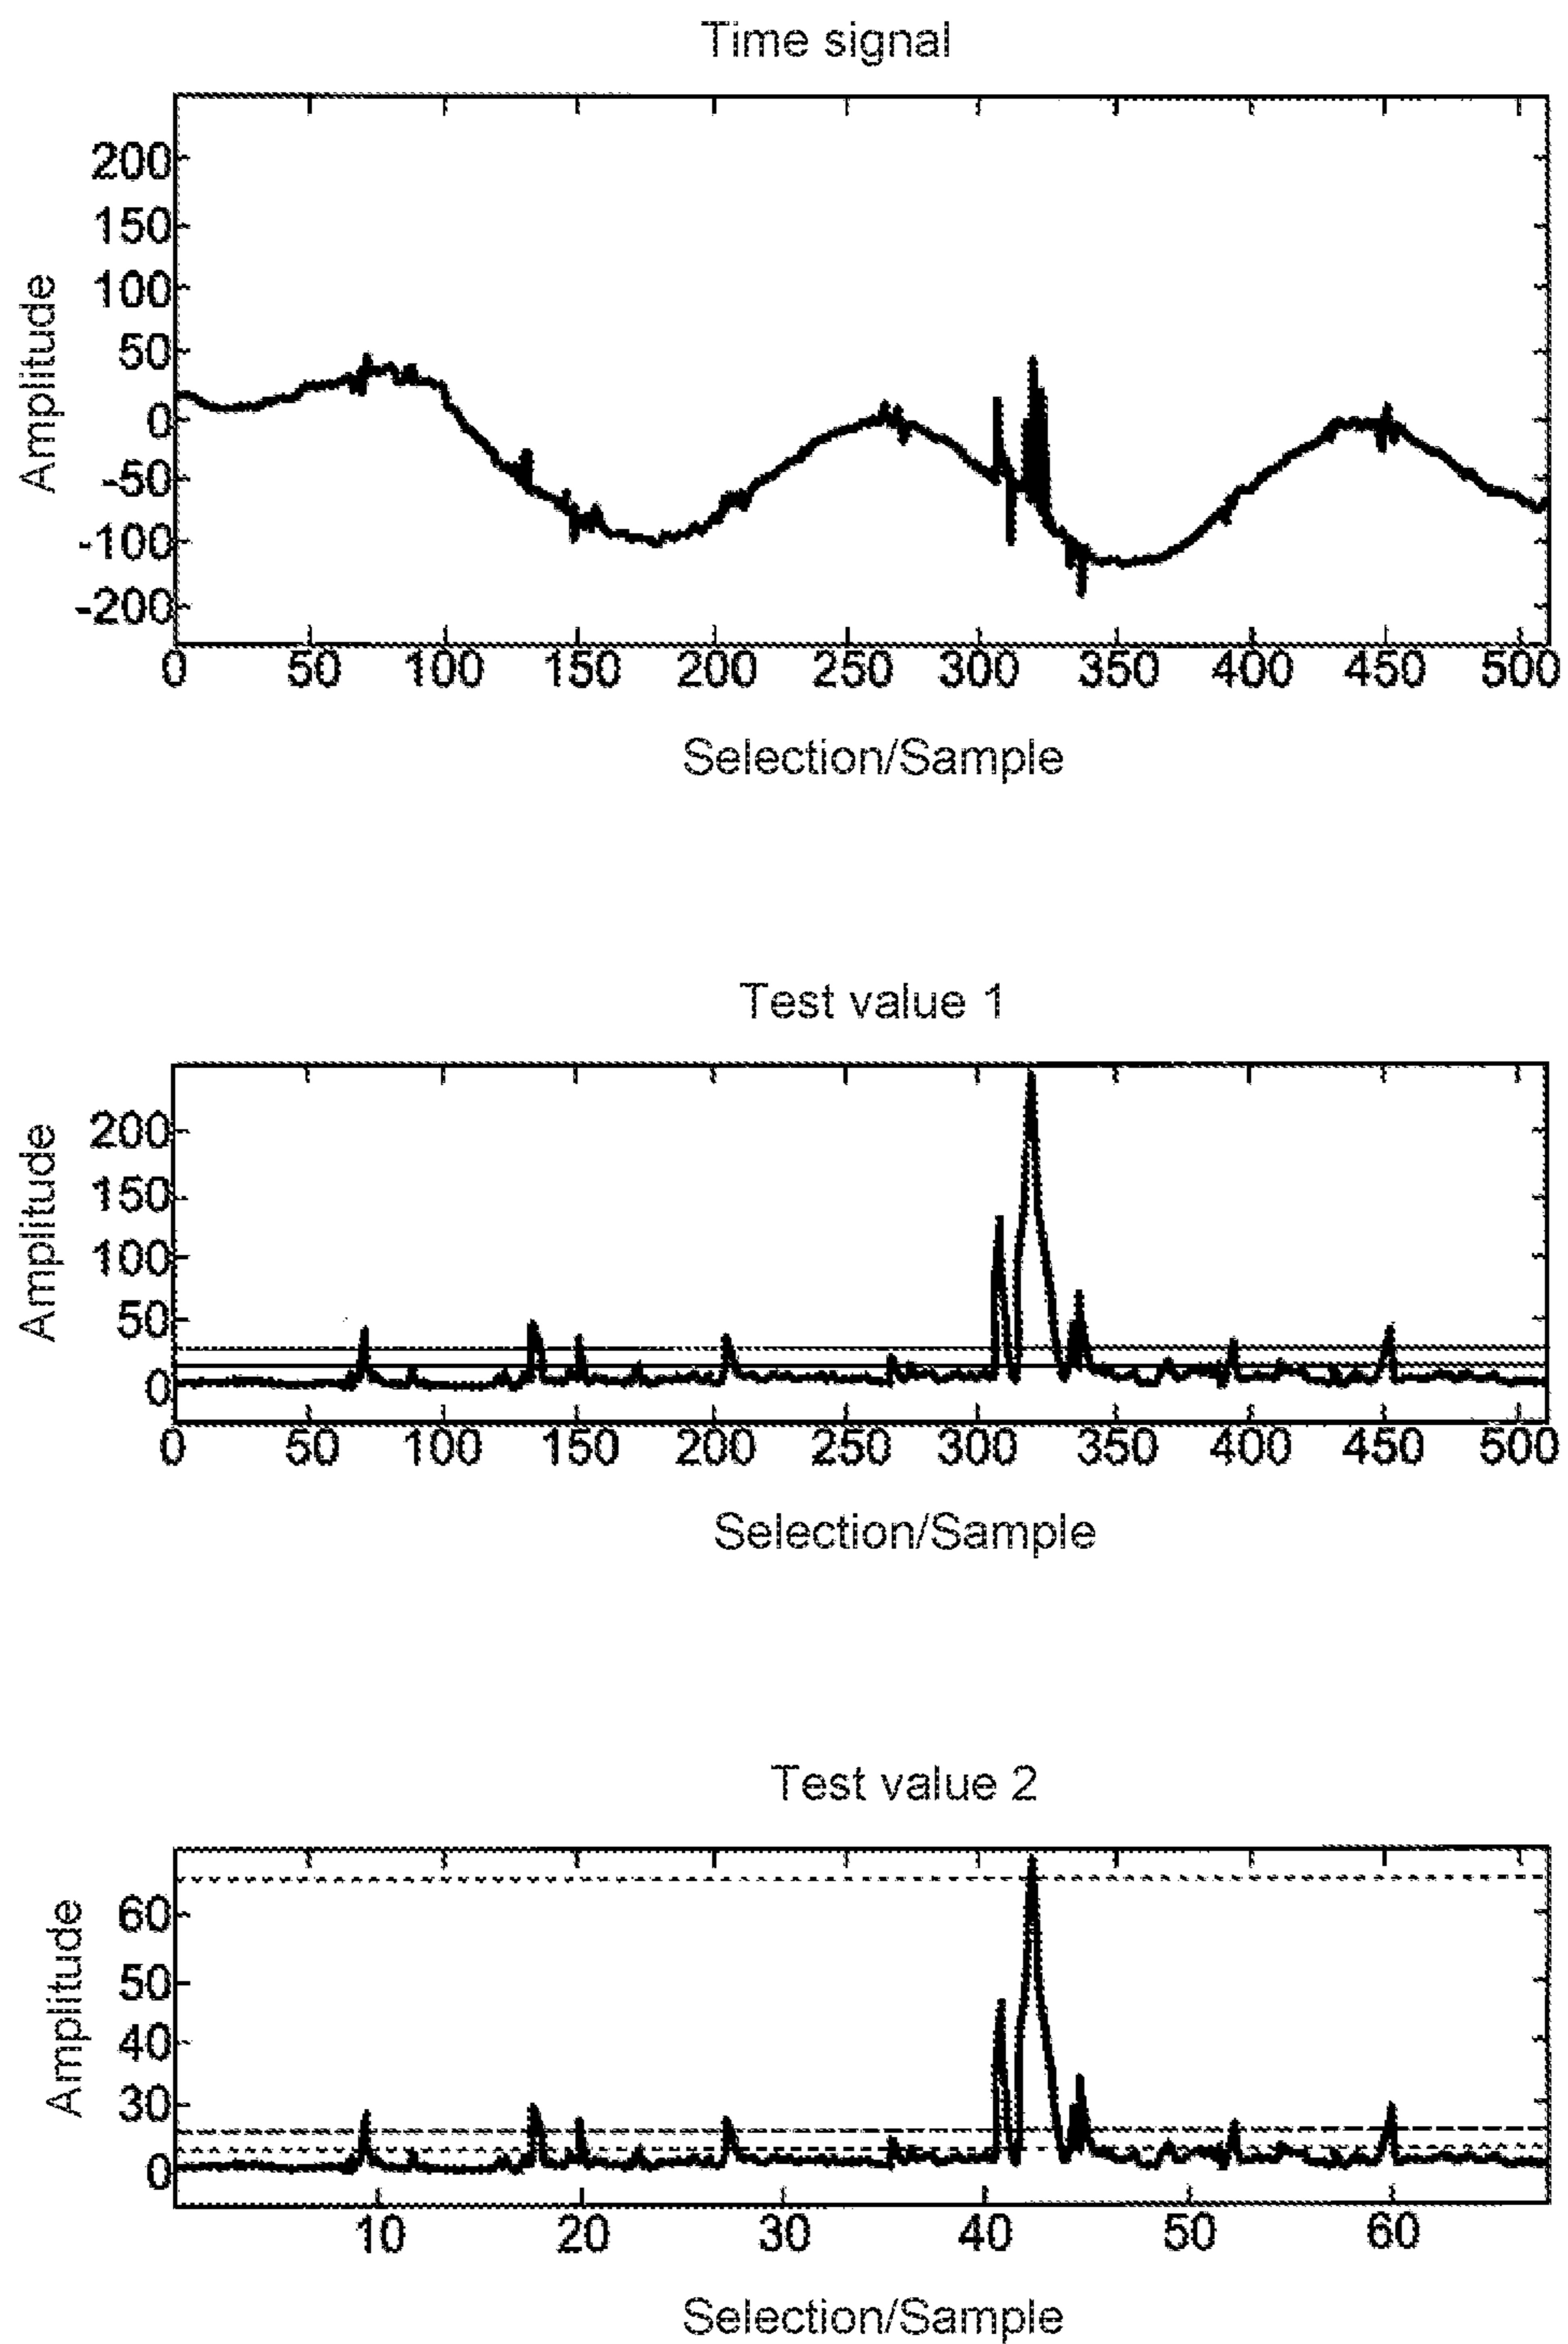 Time signal
Amplitude
200
150
100
50
0
-50
-100
-200
0 50 100 150 200 250 300 350 400 450 500
Selection/Sample
Test value 1
Amplitude
200
150
100
50
0
0 50 100 150 200 250 300 350 400 450 500
Selection/Sample
Test value 2
Amplitude
60
50
40
30
0
10 20 30 40 50 60
Selection/Sample